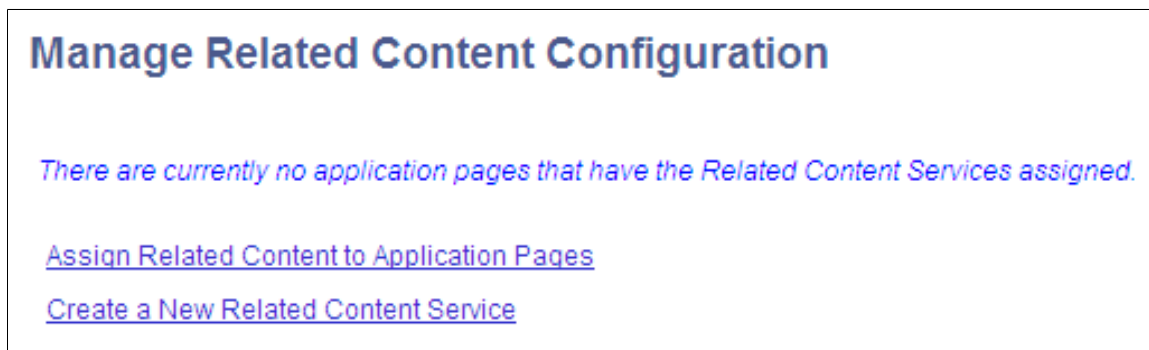 Manage Related Content Configuration
There are currently no application pages that have the Related Content Services assigned.
Assign Related Content to Application Pages
Create a New Related Content Service